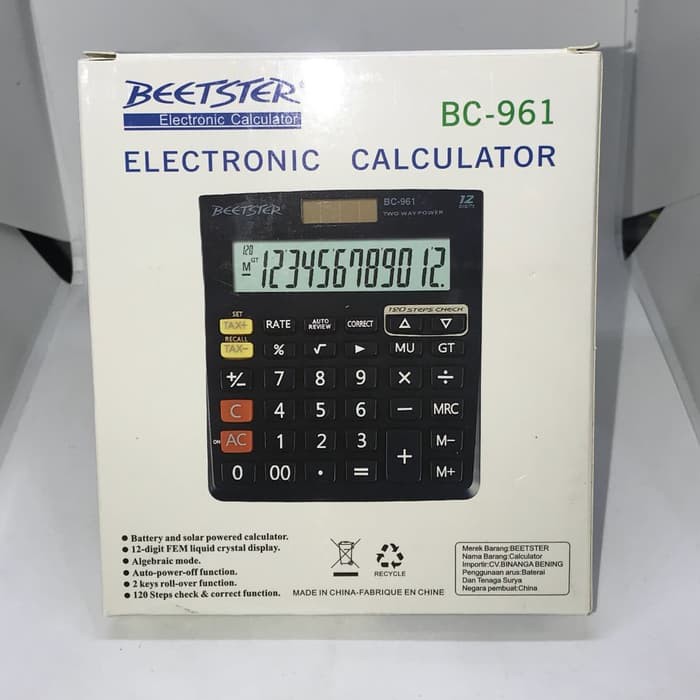 BEETSTER®
Electronic Calculator
BC-961
ELECTRONIC CALCULATOR
BEETSTER
BC-961
TWO WAY POWER
12
DIGITS
120
M GT
-123456789012.
120 STEPS CHECK
SET
TAX+ RATE AUTO REVIEW CORRECT △ ▽
RECALL
TAX- % √ ▶ MU GT
+/- 7 8 9 × ÷
C 4 5 6 − MRC
ON AC 1 2 3 + M−
0 00 · = M+
● Battery and solar powered calculator.
● 12-digit FEM liquid crystal display.
● Algebraic mode.
● Auto-power-off function.
● 2 keys roll-over function.
● 120 Steps check & correct function.
RECYCLE
MADE IN CHINA-FABRIQUE EN CHINE
Merek Barang:BEETSTER
Nama Barang:Calculator
Importir:CV.BINANGA BENING
Penggunaan arus:Baterai
Dan Tenaga Surya
Negara pembuat:China